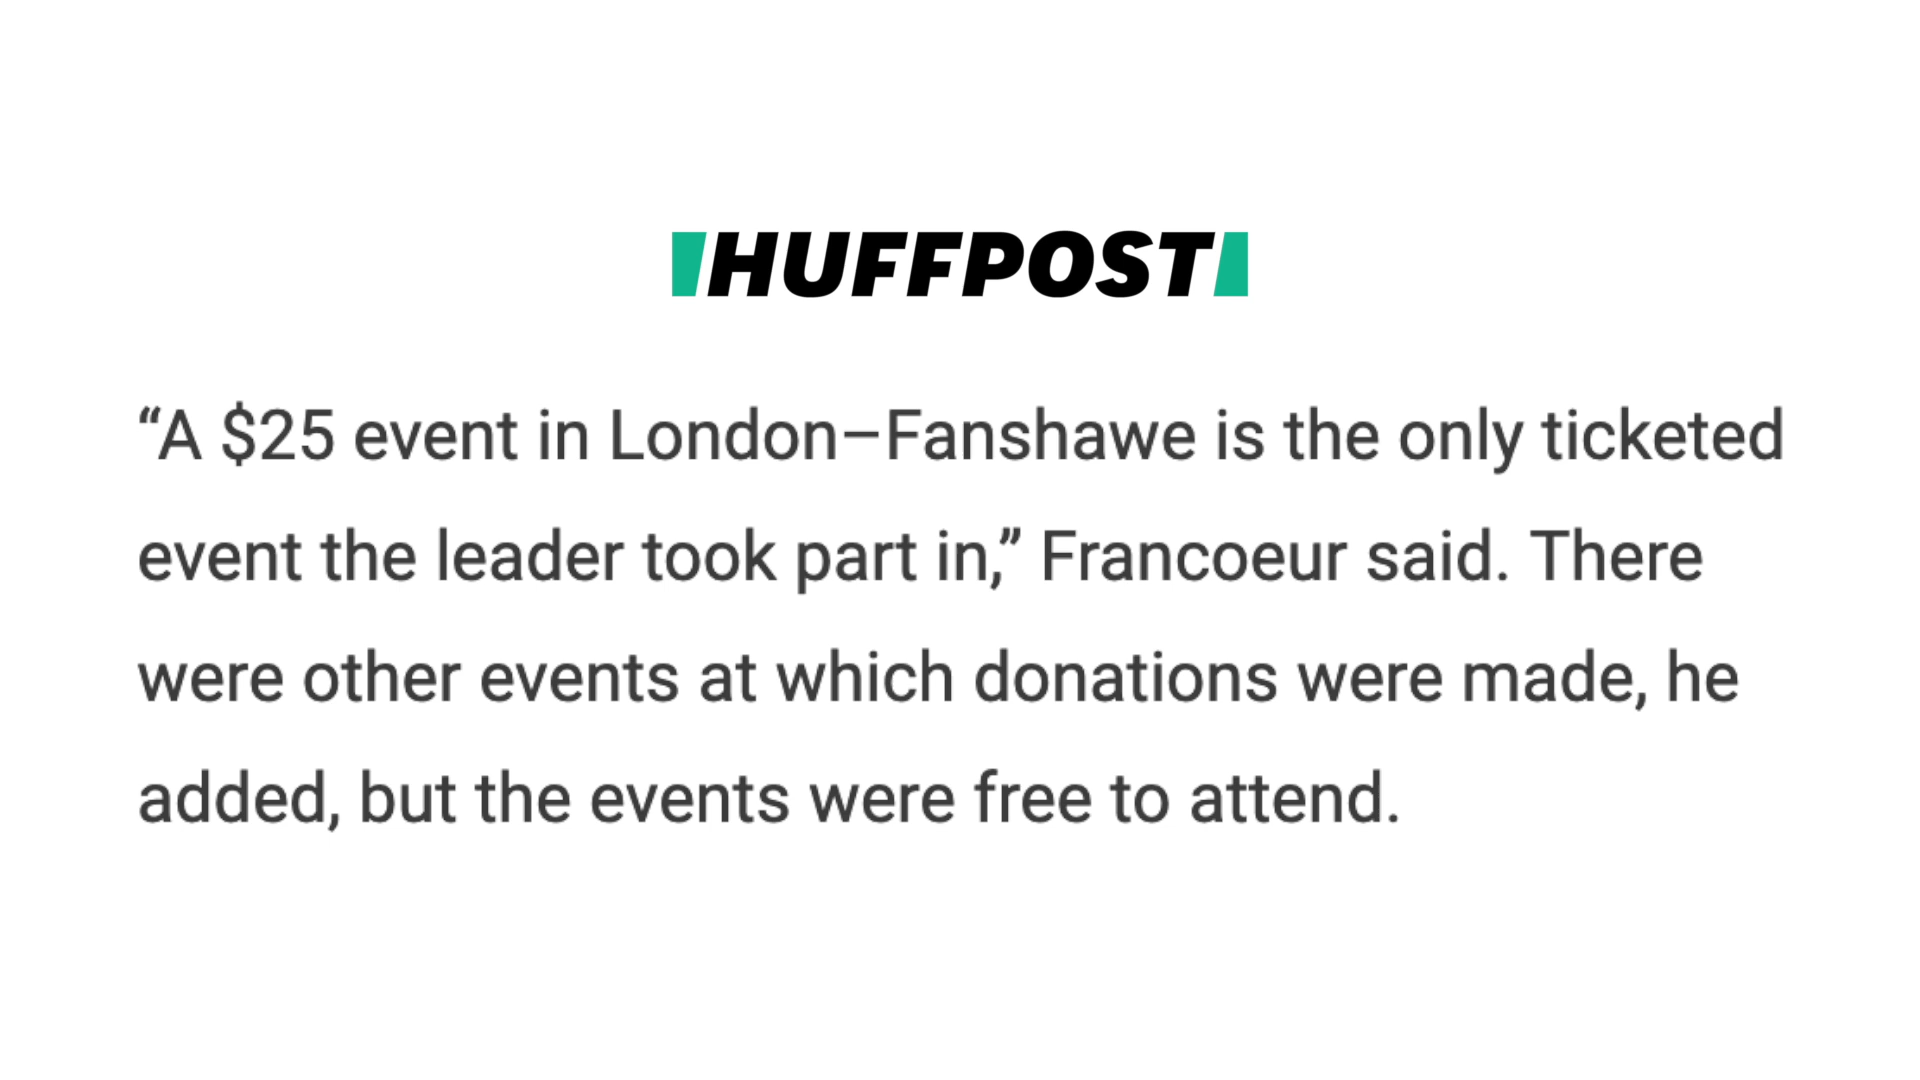 HUFFPOST
“A $25 event in London–Fanshawe is the only ticketed
event the leader took part in,” Francoeur said. There
were other events at which donations were made, he
added, but the events were free to attend.